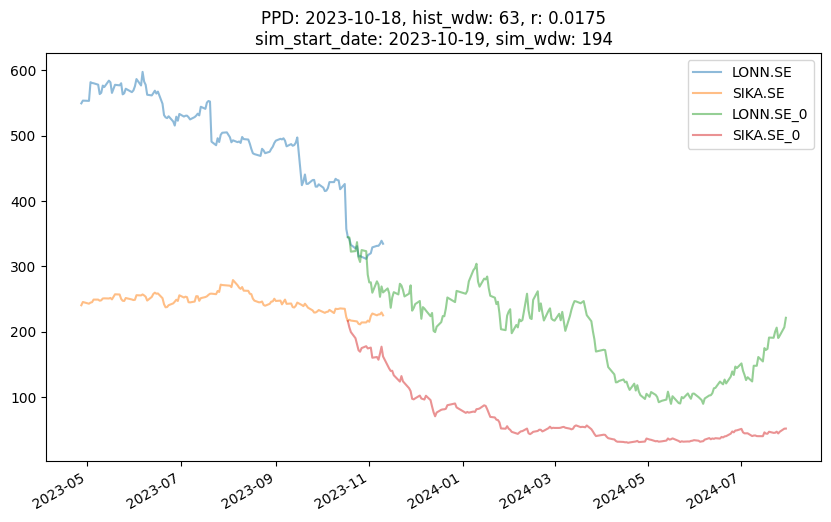 PPD: 2023-10-18, hist_wdw: 63, r: 0.0175
sim_start_date: 2023-10-19, sim_wdw: 194
LONN.SE
SIKA.SE
LONN.SE_0
SIKA.SE_0
600
500
400
300
200
100
2023-05
2023-07
2023-09
2023-11
2024-01
2024-03
2024-05
2024-07